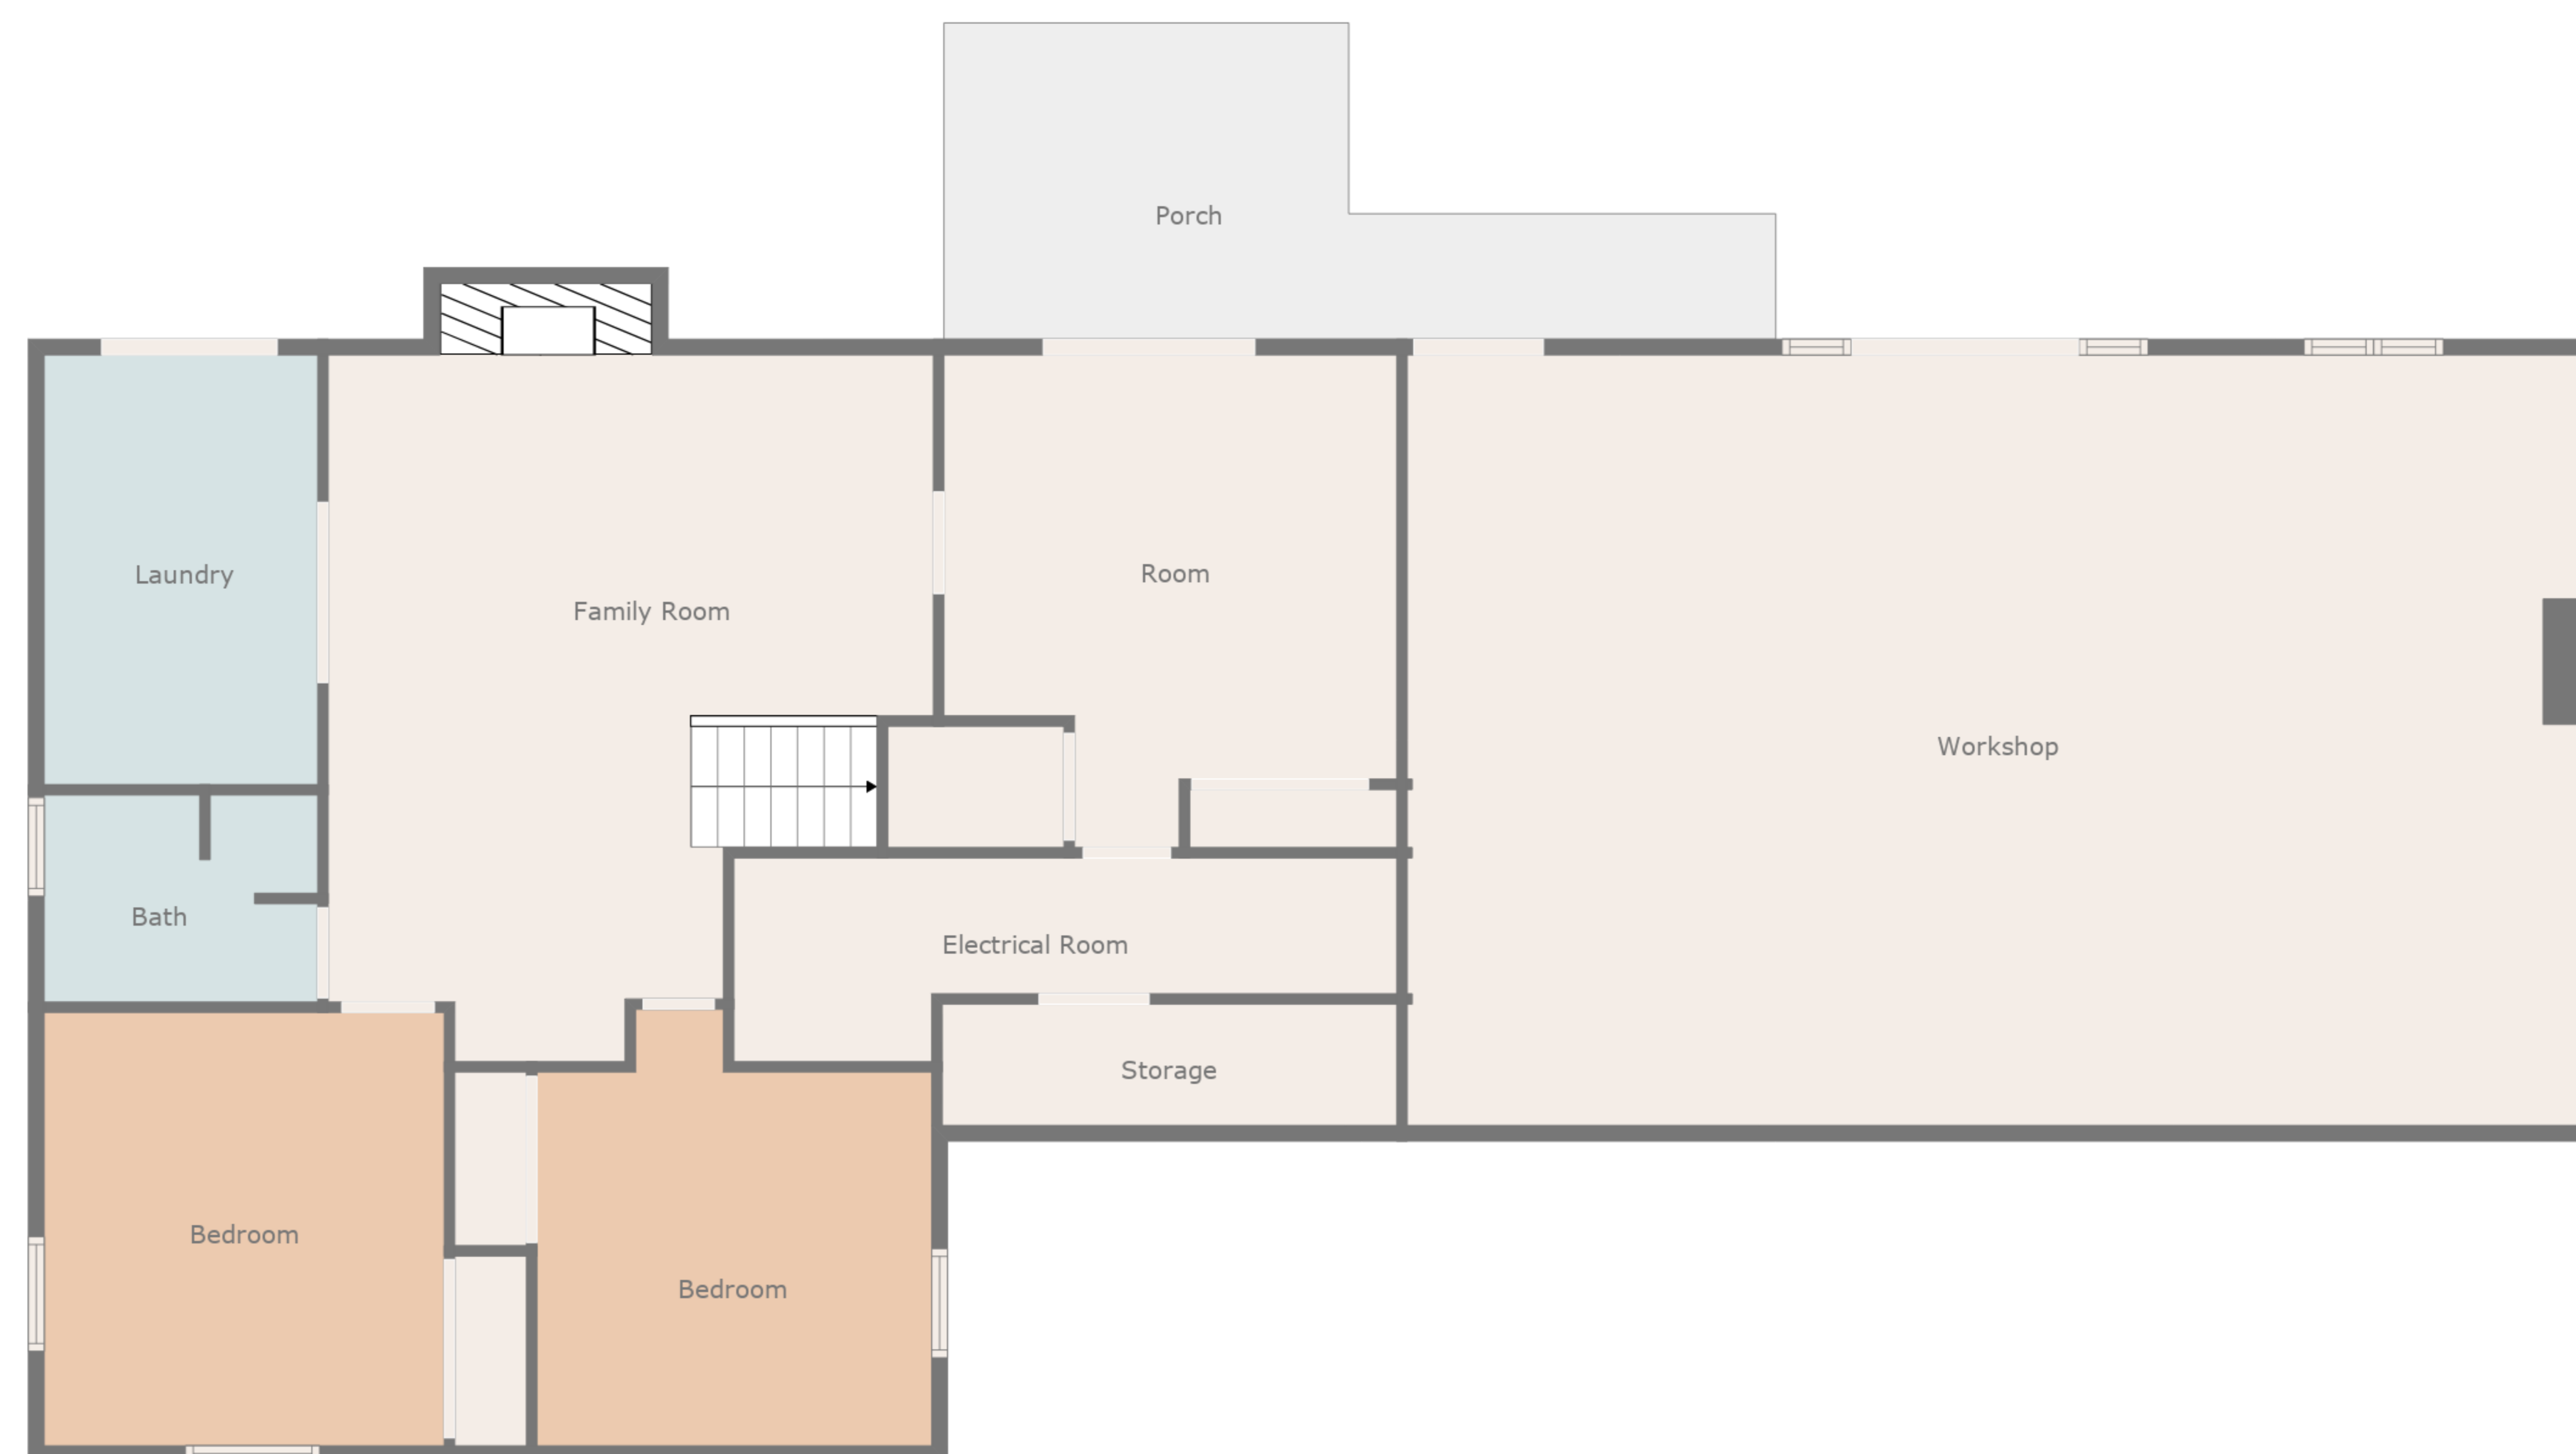 Porch
Laundry
Family Room
Room
Workshop
Bath
Electrical Room
Storage
Bedroom
Bedroom